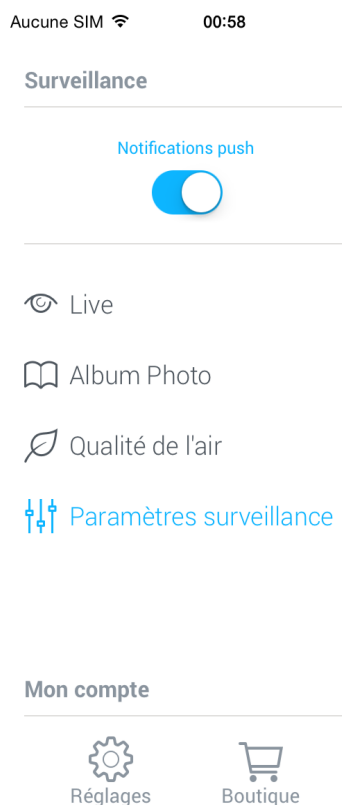 Aucune SIM 00:58
Surveillance
Notifications push
Live
Album Photo
Qualité de l'air
Paramètres surveillance
Mon compte
Réglages Boutique